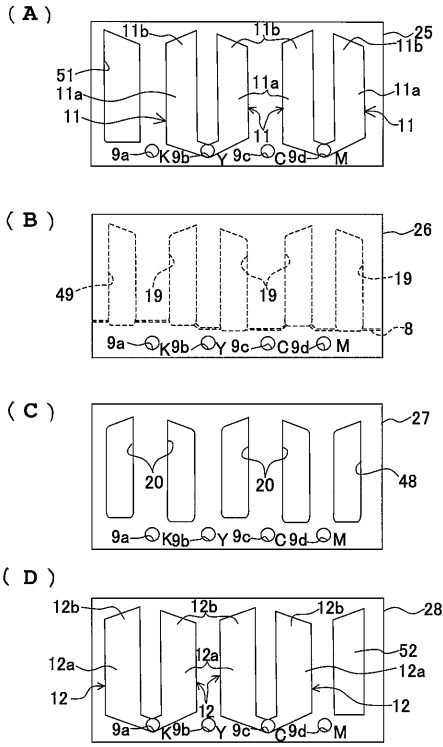 (A)
11b 11b 25
51 11b
11a 11a 11a
11 11 11
9a K 9b Y 9c C 9d M
(B)
26
49 19 19 19
8
9a K 9b Y 9c C 9d M
(C)
27
20 20 48
9a K 9b Y 9c C 9d M
(D)
12b 12b 12b 28
12a 12a 52 12a
12 12 12
9a K 9b Y 9c C 9d M